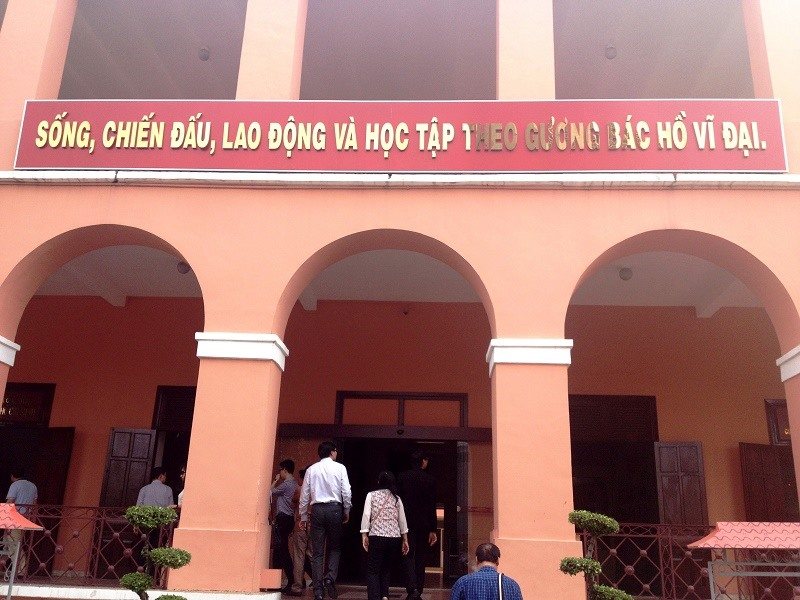 SỐNG, CHIẾN ĐẤU, LAO ĐỘNG VÀ HỌC TẬP THEO GƯƠNG BÁC HỒ VĨ ĐẠI.